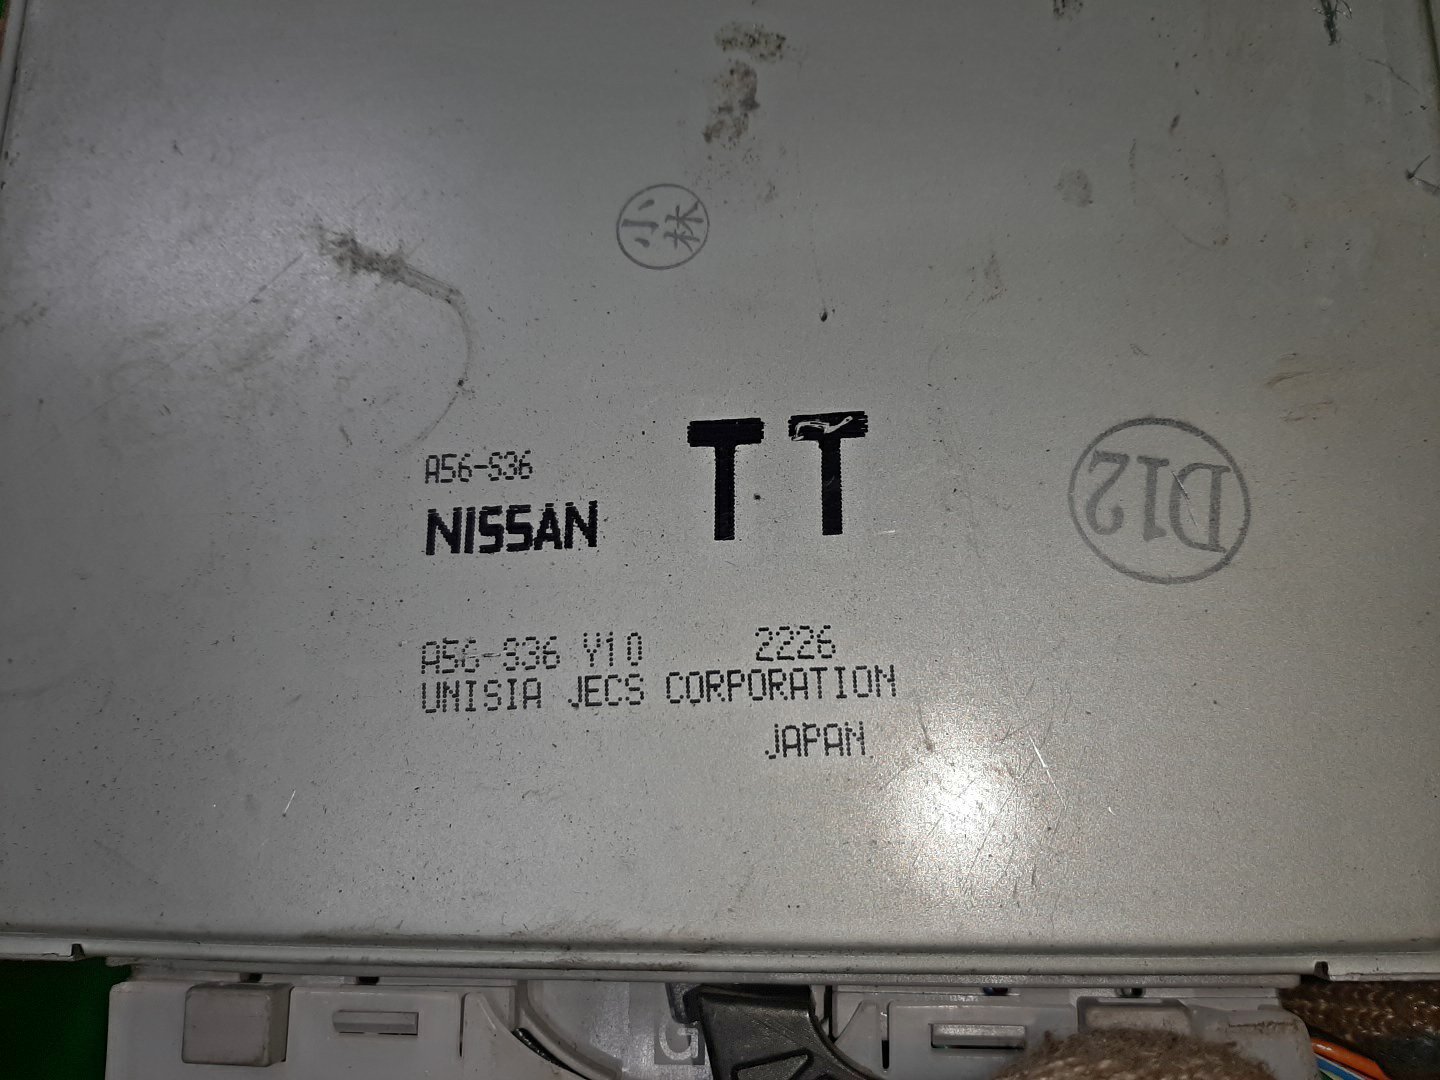 小林
TT
A56-S36
NISSAN
D12
A56-S36 Y10 2226
UNISIA JECS CORPORATION
JAPAN
G